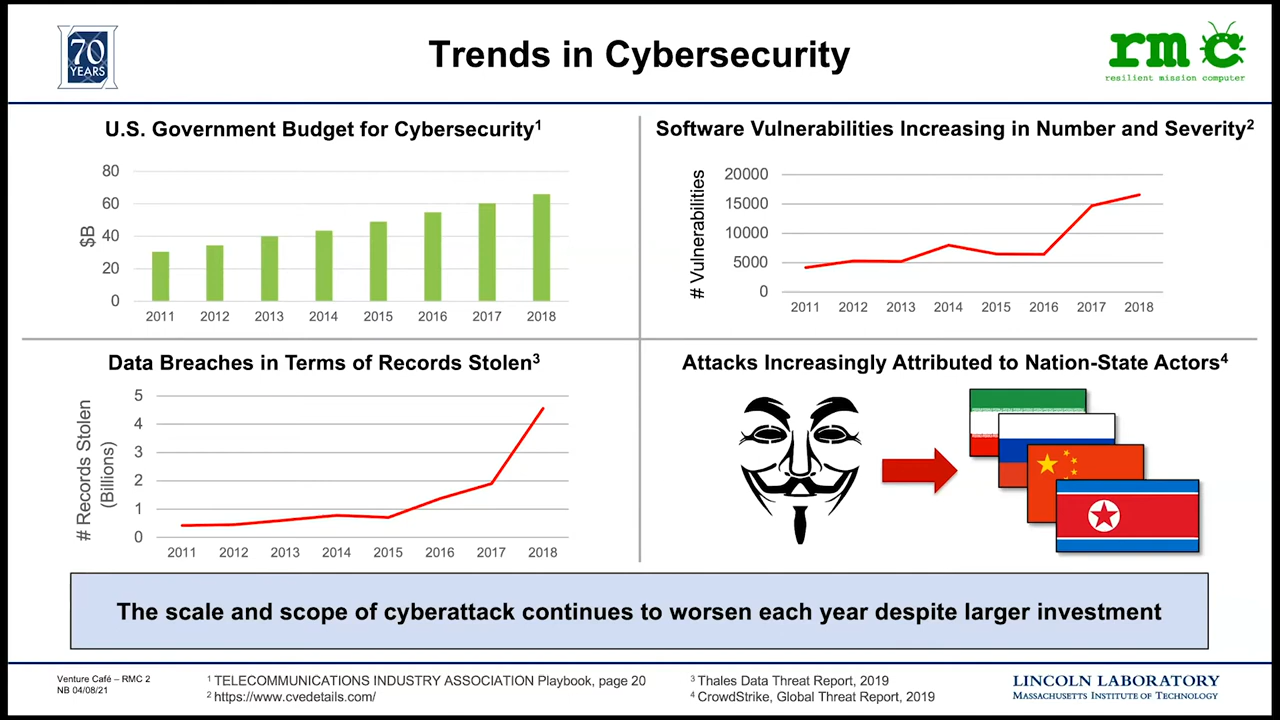 70
YEARS
Trends in Cybersecurity
rmc
resilient mission computer
U.S. Government Budget for Cybersecurity1
$B
80
60
40
20
0
2011 2012 2013 2014 2015 2016 2017 2018
Software Vulnerabilities Increasing in Number and Severity2
# Vulnerabilities
20000
15000
10000
5000
0
2011 2012 2013 2014 2015 2016 2017 2018
Data Breaches in Terms of Records Stolen3
# Records Stolen
(Billions)
5
4
3
2
1
0
2011 2012 2013 2014 2015 2016 2017 2018
Attacks Increasingly Attributed to Nation-State Actors4
The scale and scope of cyberattack continues to worsen each year despite larger investment
Venture Café – RMC 2
NB 04/08/21
1 TELECOMMUNICATIONS INDUSTRY ASSOCIATION Playbook, page 20
2 https://www.cvedetails.com/
3 Thales Data Threat Report, 2019
4 CrowdStrike, Global Threat Report, 2019
LINCOLN LABORATORY
MASSACHUSETTS INSTITUTE OF TECHNOLOGY